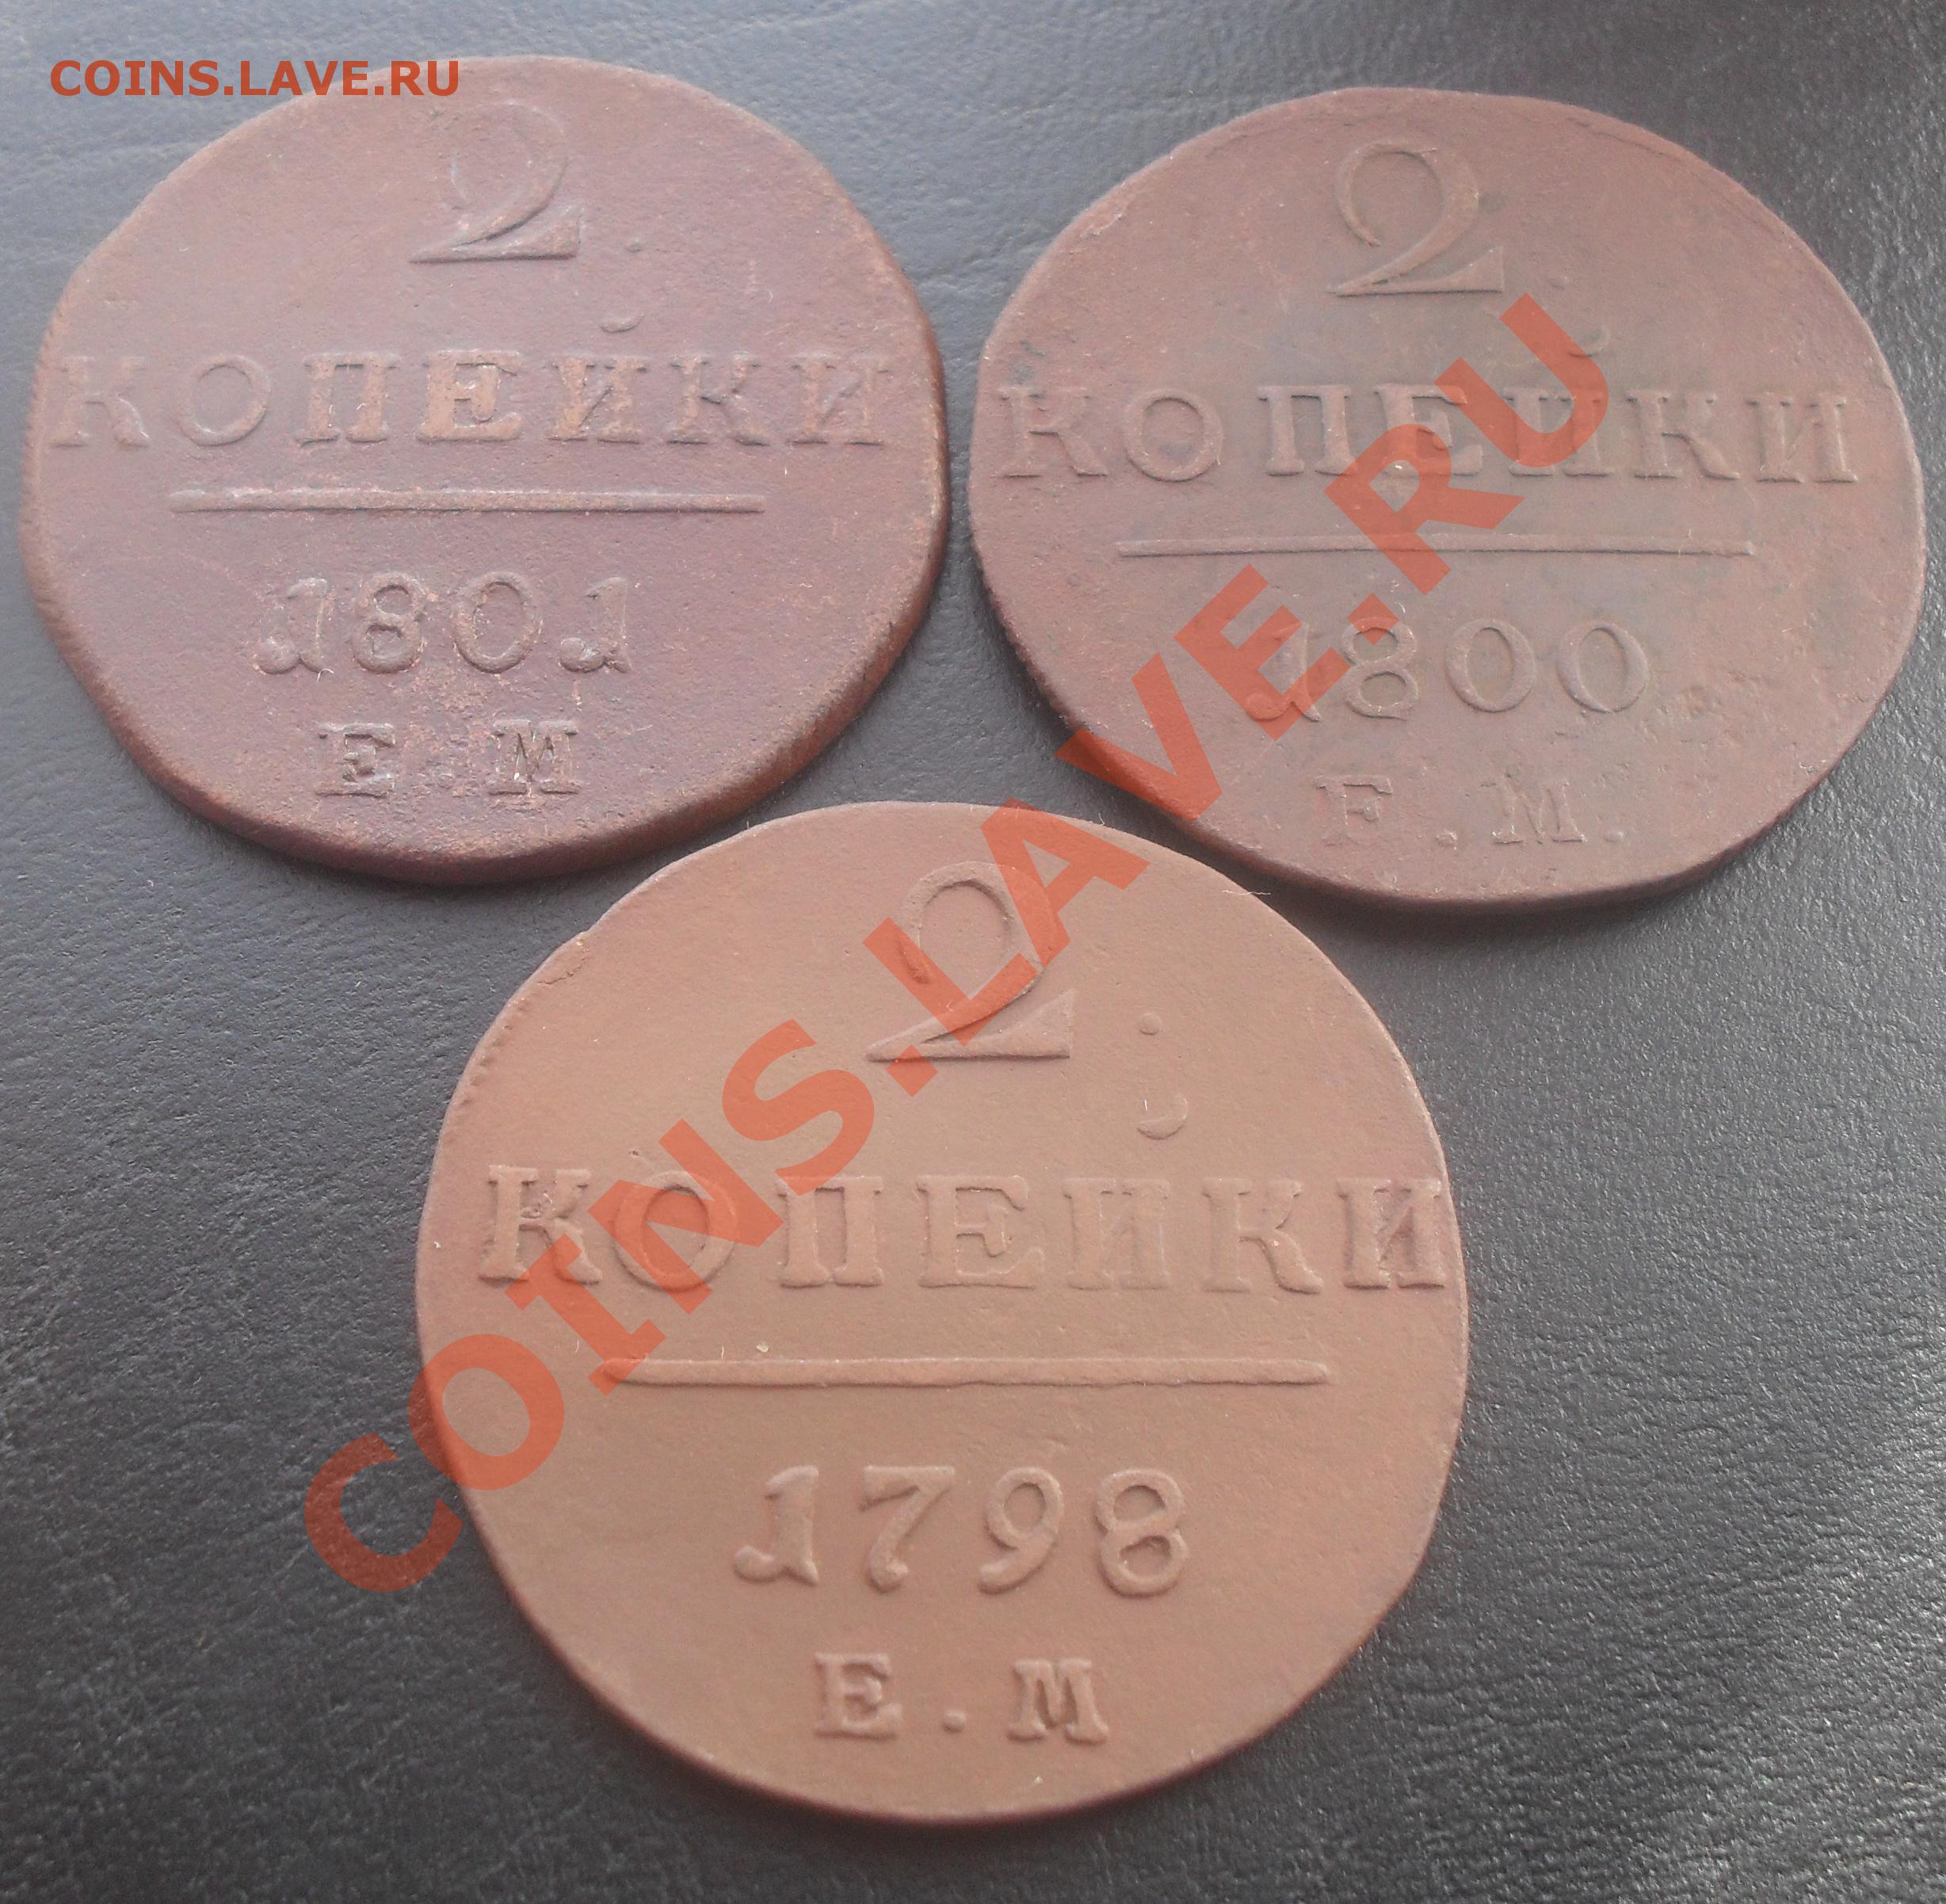 COINS.LAVE.RU
2.
КОПЕЙКИ
1801
Е.М
2.
КОПЕЙКИ
1800
Е.М.
2.
КОПЕЙКИ
1798
Е.М
COINS.LAVE.RU